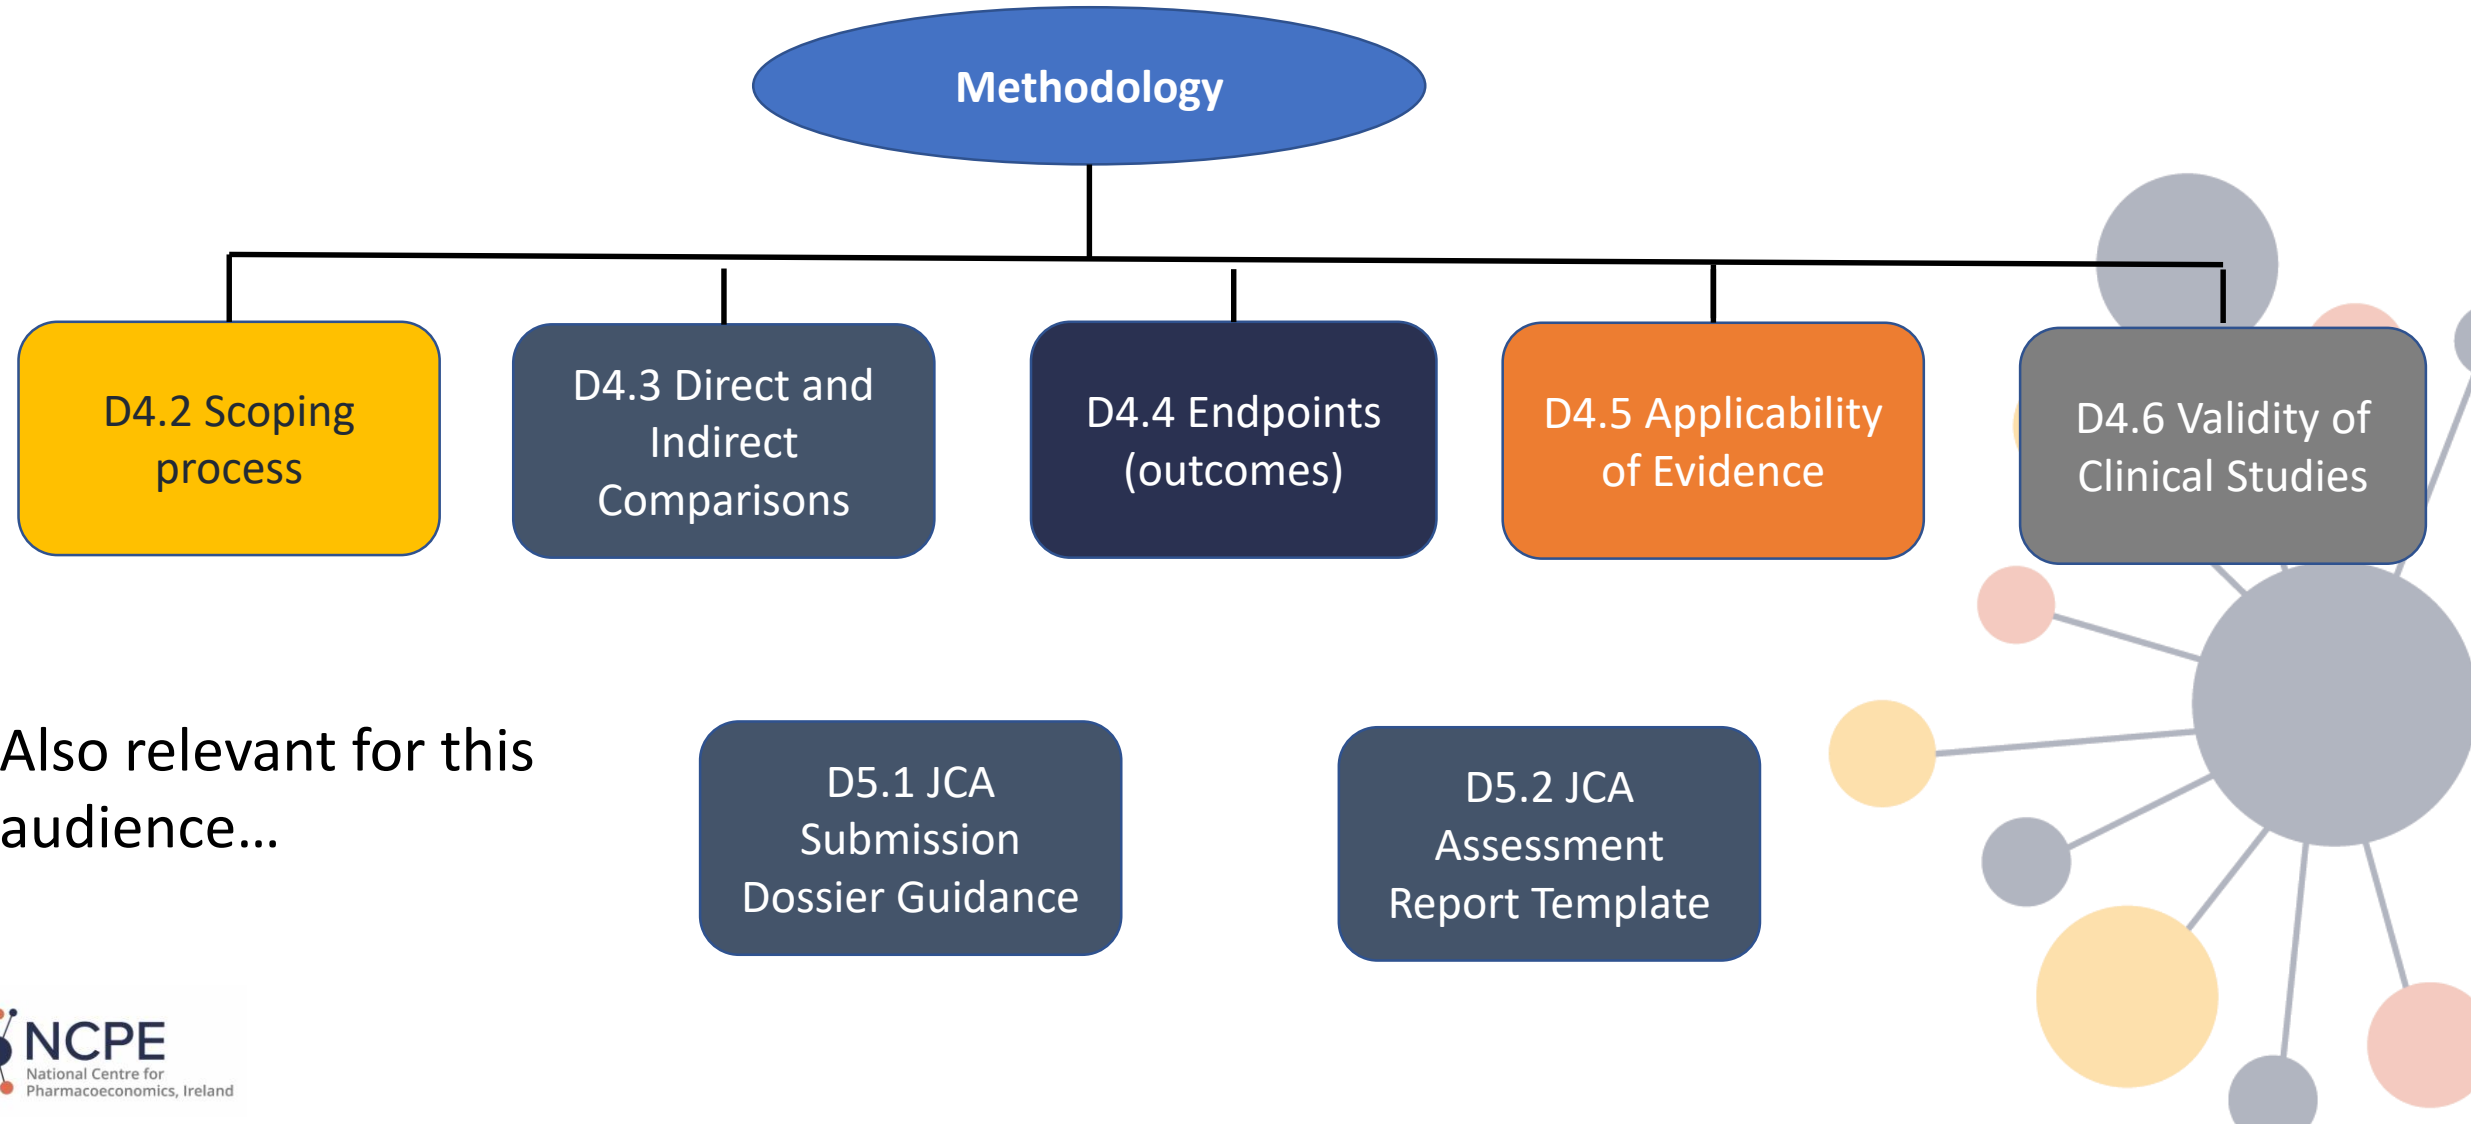 Methodology
D4.2 Scoping
process
D4.3 Direct and
Indirect
Comparisons
D4.4 Endpoints
(outcomes)
D4.5 Applicability
of Evidence
D4.6 Validity of
Clinical Studies
Also relevant for this
audience…
D5.1 JCA
Submission
Dossier Guidance
D5.2 JCA
Assessment
Report Template
NCPE
National Centre for
Pharmacoeconomics, Ireland